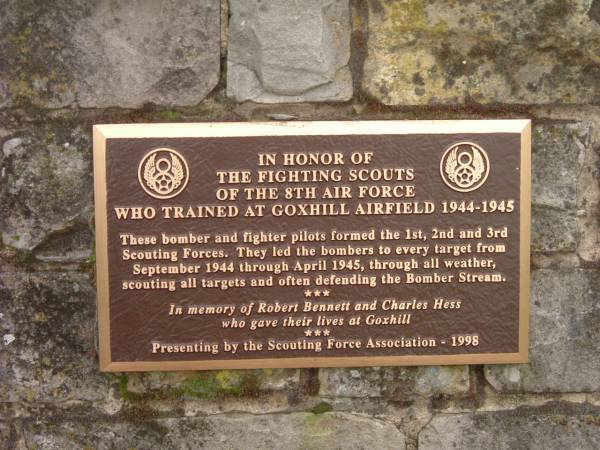 IN HONOR OF
THE FIGHTING SCOUTS
OF THE 8TH AIR FORCE
WHO TRAINED AT GOXHILL AIRFIELD 1944-1945
These bomber and fighter pilots formed the 1st, 2nd and 3rd
Scouting Forces. They led the bombers to every target from
September 1944 through April 1945, through all weather,
scouting all targets and often defending the Bomber Stream.
***
In memory of Robert Bennett and Charles Hess
who gave their lives at Goxhill
***
Presenting by the Scouting Force Association - 1998